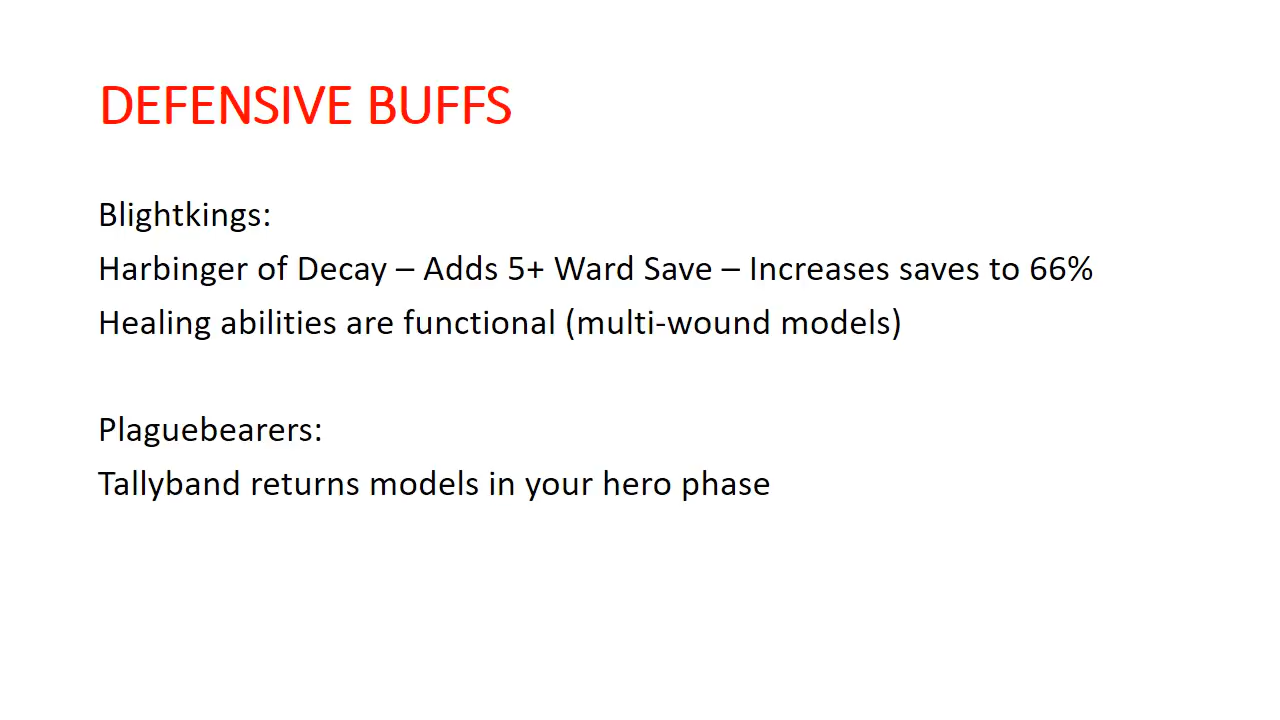 DEFENSIVE BUFFS
Blightkings:
Harbinger of Decay – Adds 5+ Ward Save – Increases saves to 66%
Healing abilities are functional (multi-wound models)
Plaguebearers:
Tallyband returns models in your hero phase